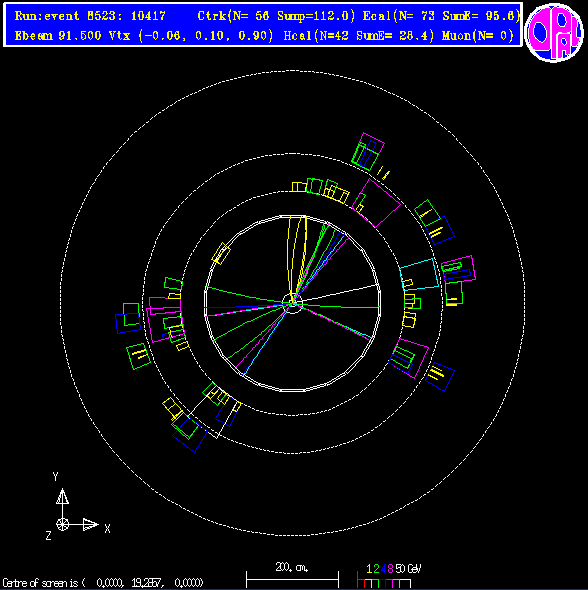 Run:event 8523: 10417 Ctrk(N= 56 Sump=112.0) Ecal(N= 73 SumE= 95.6)
Ebeam 91.500 Vtx (-0.06, 0.10, 0.90) Hcal(N=42 SumE= 28.4) Muon(N= 0)
OPAL
Y
X
Z
200. cm.
1 2 4 8 50 GeV
Centre of screen is ( 0.0000, 19.2857, 0.0000)